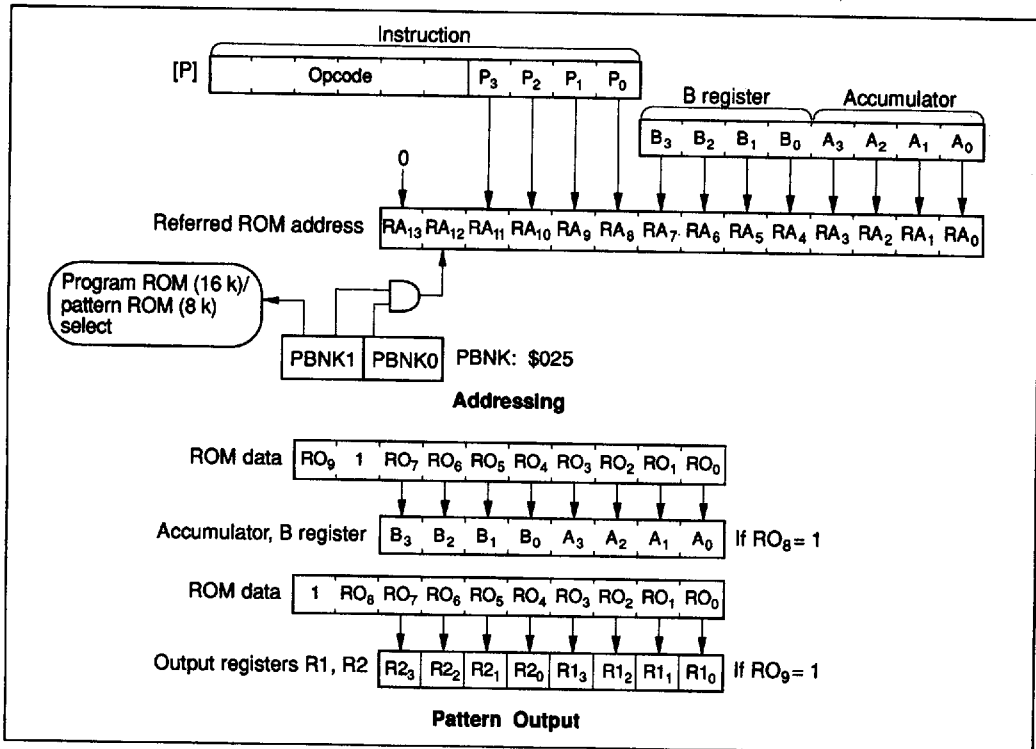 Instruction
[P] Opcode P3 P2 P1 P0
B register Accumulator
B3 B2 B1 B0 A3 A2 A1 A0
0
Referred ROM address RA13 RA12 RA11 RA10 RA9 RA8 RA7 RA6 RA5 RA4 RA3 RA2 RA1 RA0
Program ROM (16 k)/
pattern ROM (8 k)
select
PBNK1 PBNK0 PBNK: $025
Addressing
ROM data RO9 1 RO7 RO6 RO5 RO4 RO3 RO2 RO1 RO0
Accumulator, B register B3 B2 B1 B0 A3 A2 A1 A0 If RO8 = 1
ROM data 1 RO8 RO7 RO6 RO5 RO4 RO3 RO2 RO1 RO0
Output registers R1, R2 R23 R22 R21 R20 R13 R12 R11 R10 If RO9 = 1
Pattern Output